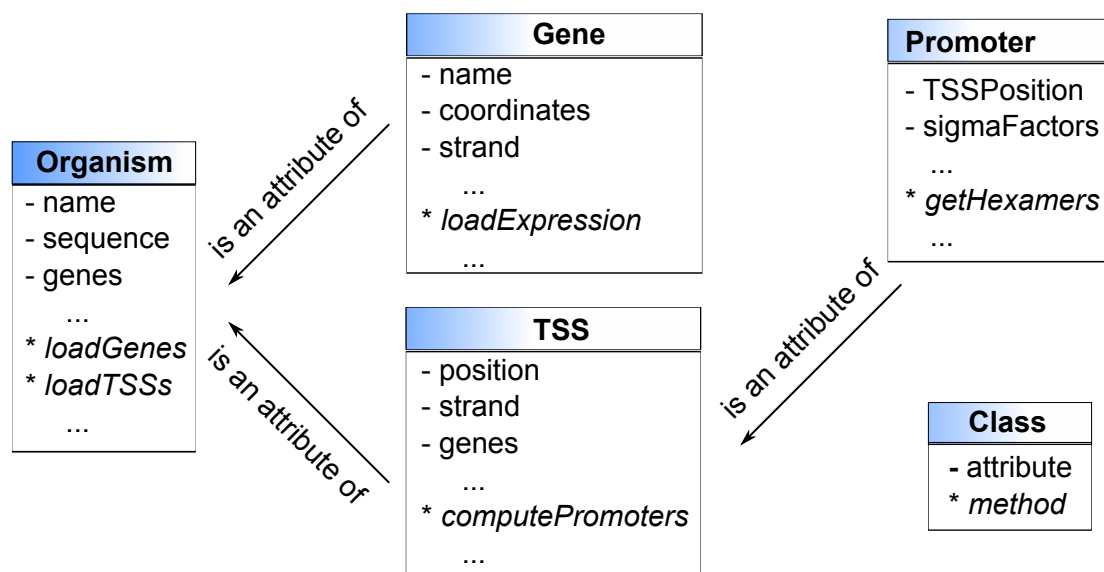 Organism
- name
- sequence
- genes
...
* loadGenes
* loadTSSs
...
is an attribute of
is an attribute of
Gene
- name
- coordinates
- strand
...
* loadExpression
...
TSS
- position
- strand
- genes
...
* computePromoters
...
is an attribute of
Promoter
- TSSPosition
- sigmaFactors
...
* getHexamers
...
Class
- attribute
* method